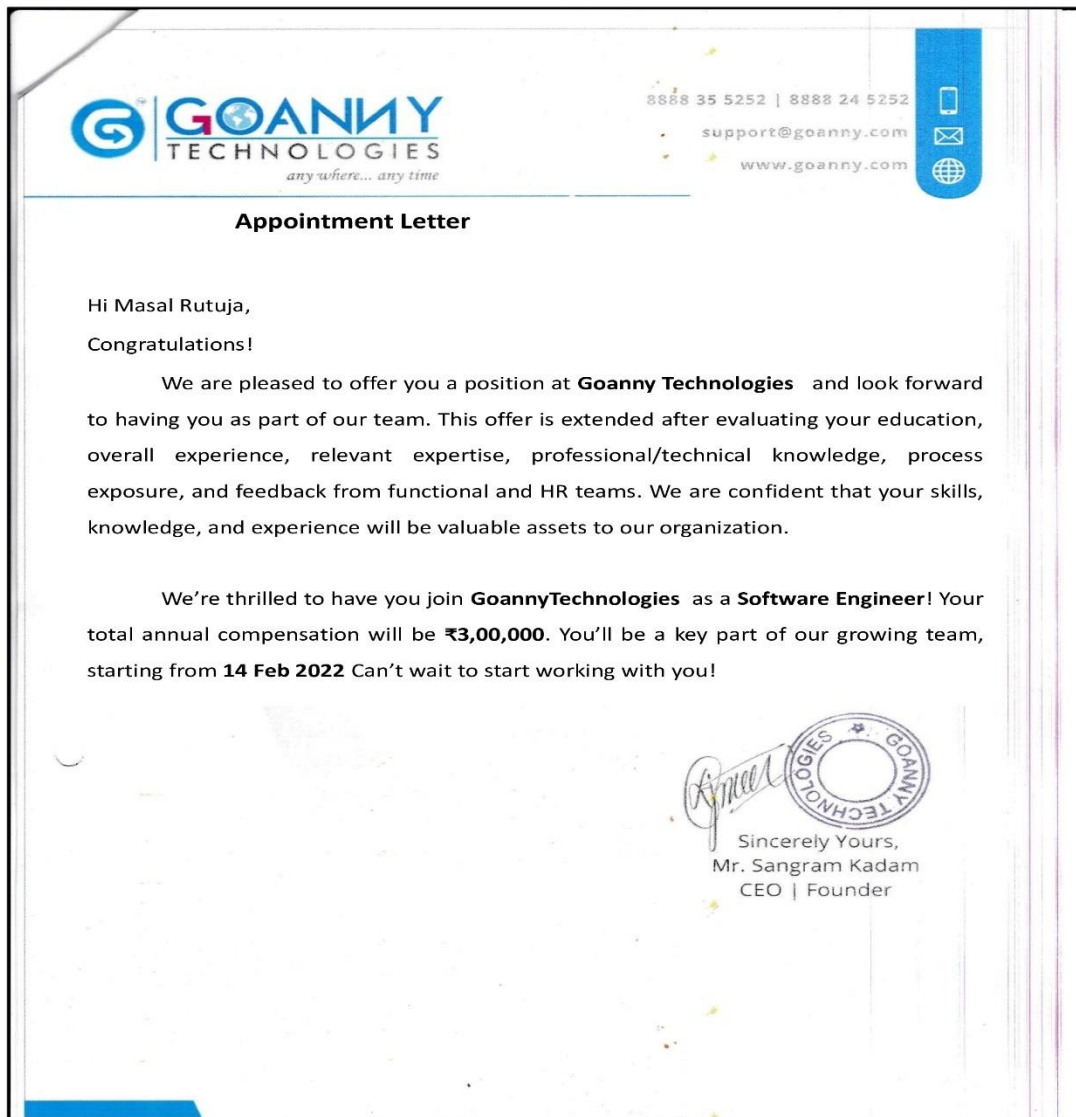 GOANNY
TECHNOLOGIES
any where... any time
8888 35 5252 | 8888 24 5252
support@goanny.com
www.goanny.com
Appointment Letter
Hi Masal Rutuja,
Congratulations!
We are pleased to offer you a position at Goanny Technologies and look forward
to having you as part of our team. This offer is extended after evaluating your education,
overall experience, relevant expertise, professional/technical knowledge, process
exposure, and feedback from functional and HR teams. We are confident that your skills,
knowledge, and experience will be valuable assets to our organization.
We’re thrilled to have you join GoannyTechnologies as a Software Engineer! Your
total annual compensation will be ₹3,00,000. You’ll be a key part of our growing team,
starting from 14 Feb 2022 Can’t wait to start working with you!
GOANNY TECHNOLOGIES
Sincerely Yours,
Mr. Sangram Kadam
CEO | Founder